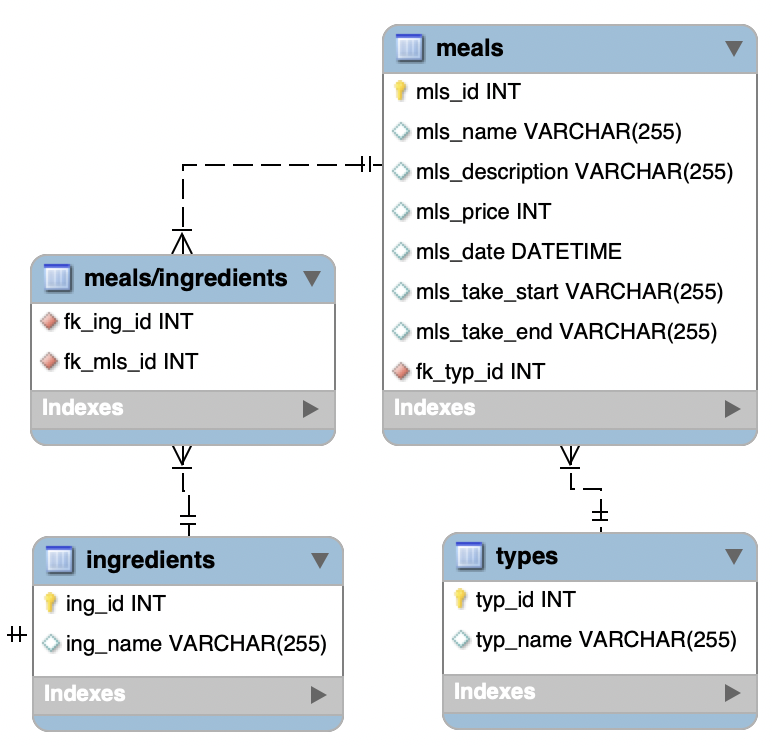 meals
mls_id INT
mls_name VARCHAR(255)
mls_description VARCHAR(255)
mls_price INT
mls_date DATETIME
mls_take_start VARCHAR(255)
mls_take_end VARCHAR(255)
fk_typ_id INT
Indexes
meals/ingredients
fk_ing_id INT
fk_mls_id INT
Indexes
ingredients
ing_id INT
ing_name VARCHAR(255)
Indexes
types
typ_id INT
typ_name VARCHAR(255)
Indexes